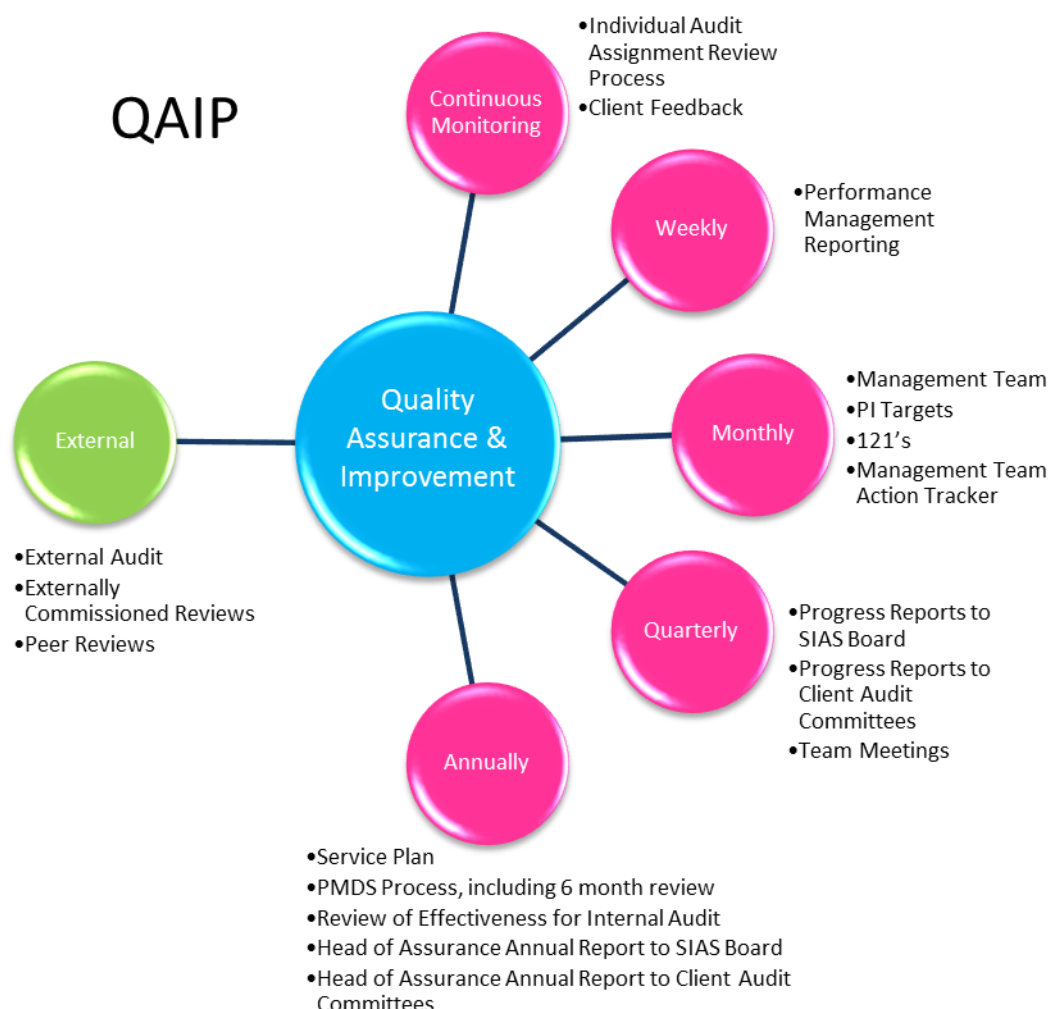 QAIP
Continuous
Monitoring
•Individual Audit
Assignment Review
Process
•Client Feedback
Weekly
•Performance
Management
Reporting
Quality
Assurance &
Improvement
Monthly
•Management Team
•PI Targets
•121’s
•Management Team
Action Tracker
External
•External Audit
•Externally
Commissioned Reviews
•Peer Reviews
Quarterly
•Progress Reports to
SIAS Board
•Progress Reports to
Client Audit
Committees
•Team Meetings
Annually
•Service Plan
•PMDS Process, including 6 month review
•Review of Effectiveness for Internal Audit
•Head of Assurance Annual Report to SIAS Board
•Head of Assurance Annual Report to Client Audit
Committees